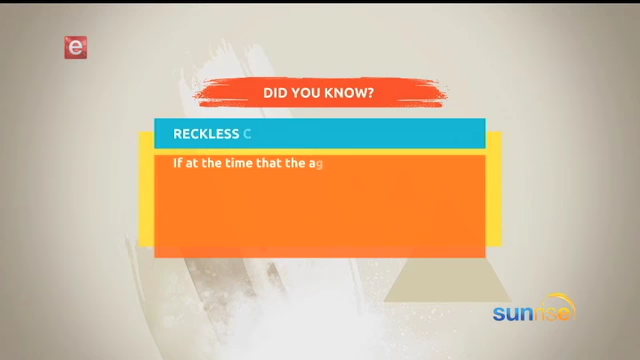 e
DID YOU KNOW?
RECKLESS C
If at the time that the ag
sunrise